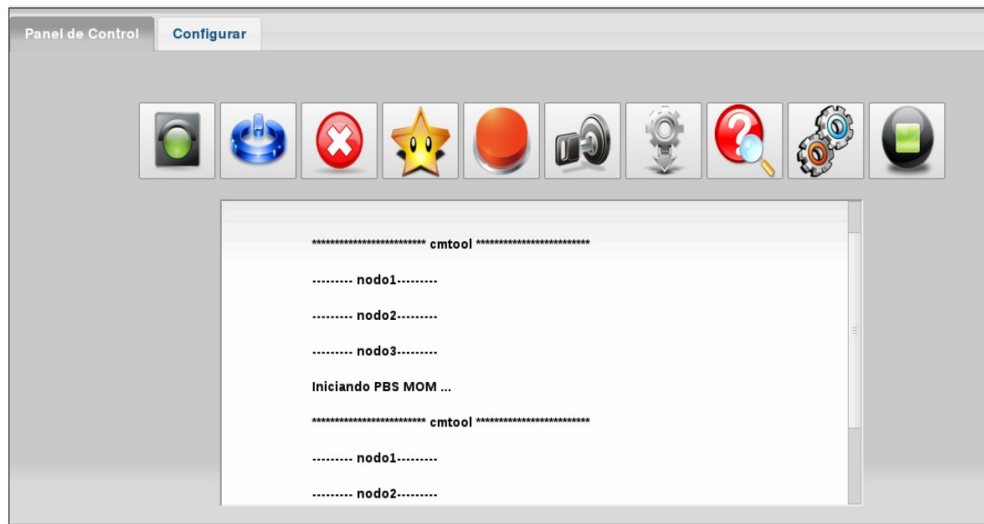 Panel de Control
Configurar
************************* cmtool *************************
--------- nodo1---------
--------- nodo2---------
--------- nodo3---------
Iniciando PBS MOM ...
************************* cmtool *************************
--------- nodo1---------
--------- nodo2---------